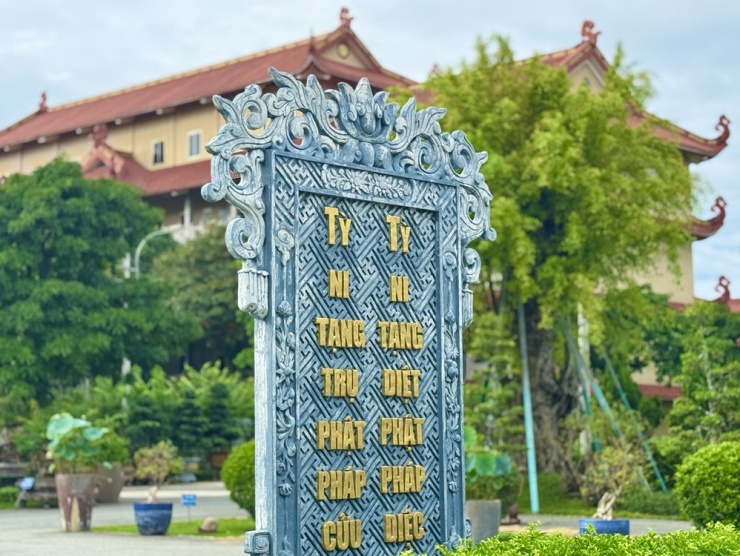 TỲ NI TẠNG TRỤ PHẬT PHÁP CỬU
TỲ NI TẠNG DIỆT PHẬT PHÁP DIỆC